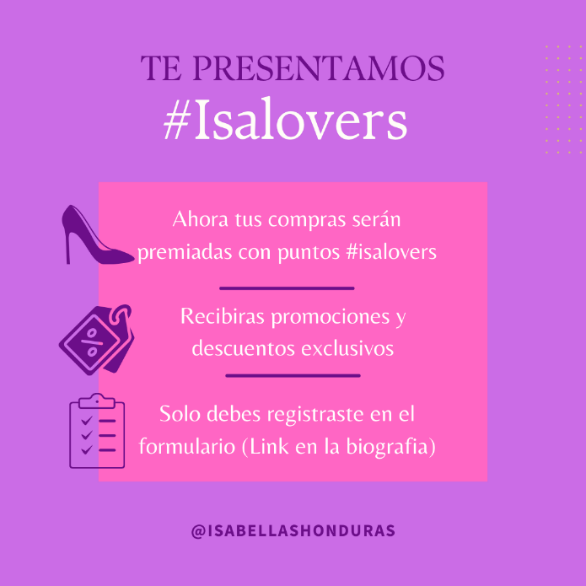 TE PRESENTAMOS
#Isalovers
Ahora tus compras serán
premiadas con puntos #isalovers
Recibiras promociones y
descuentos exclusivos
Solo debes registraste en el
formulario (Link en la biografia)
@ISABELLASHONDURAS